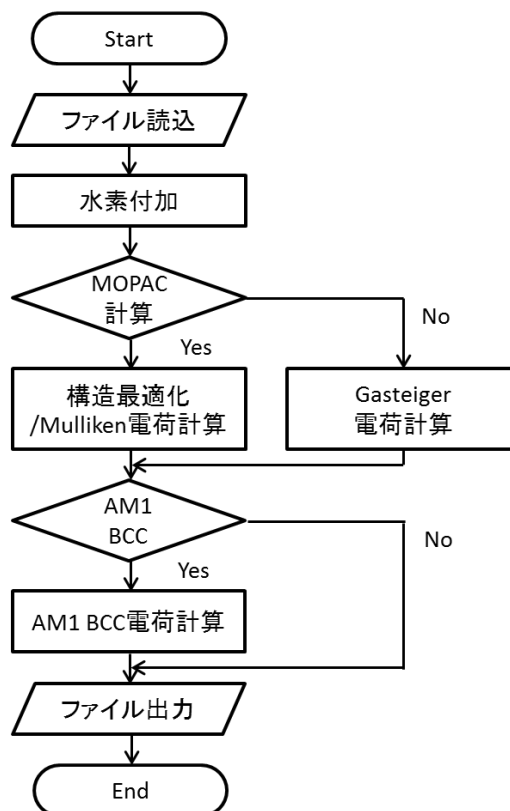 Start
ファイル読込
水素付加
MOPAC
計算
No
Yes
構造最適化
/Mulliken電荷計算
Gasteiger
電荷計算
AM1
BCC
No
Yes
AM1 BCC電荷計算
ファイル出力
End